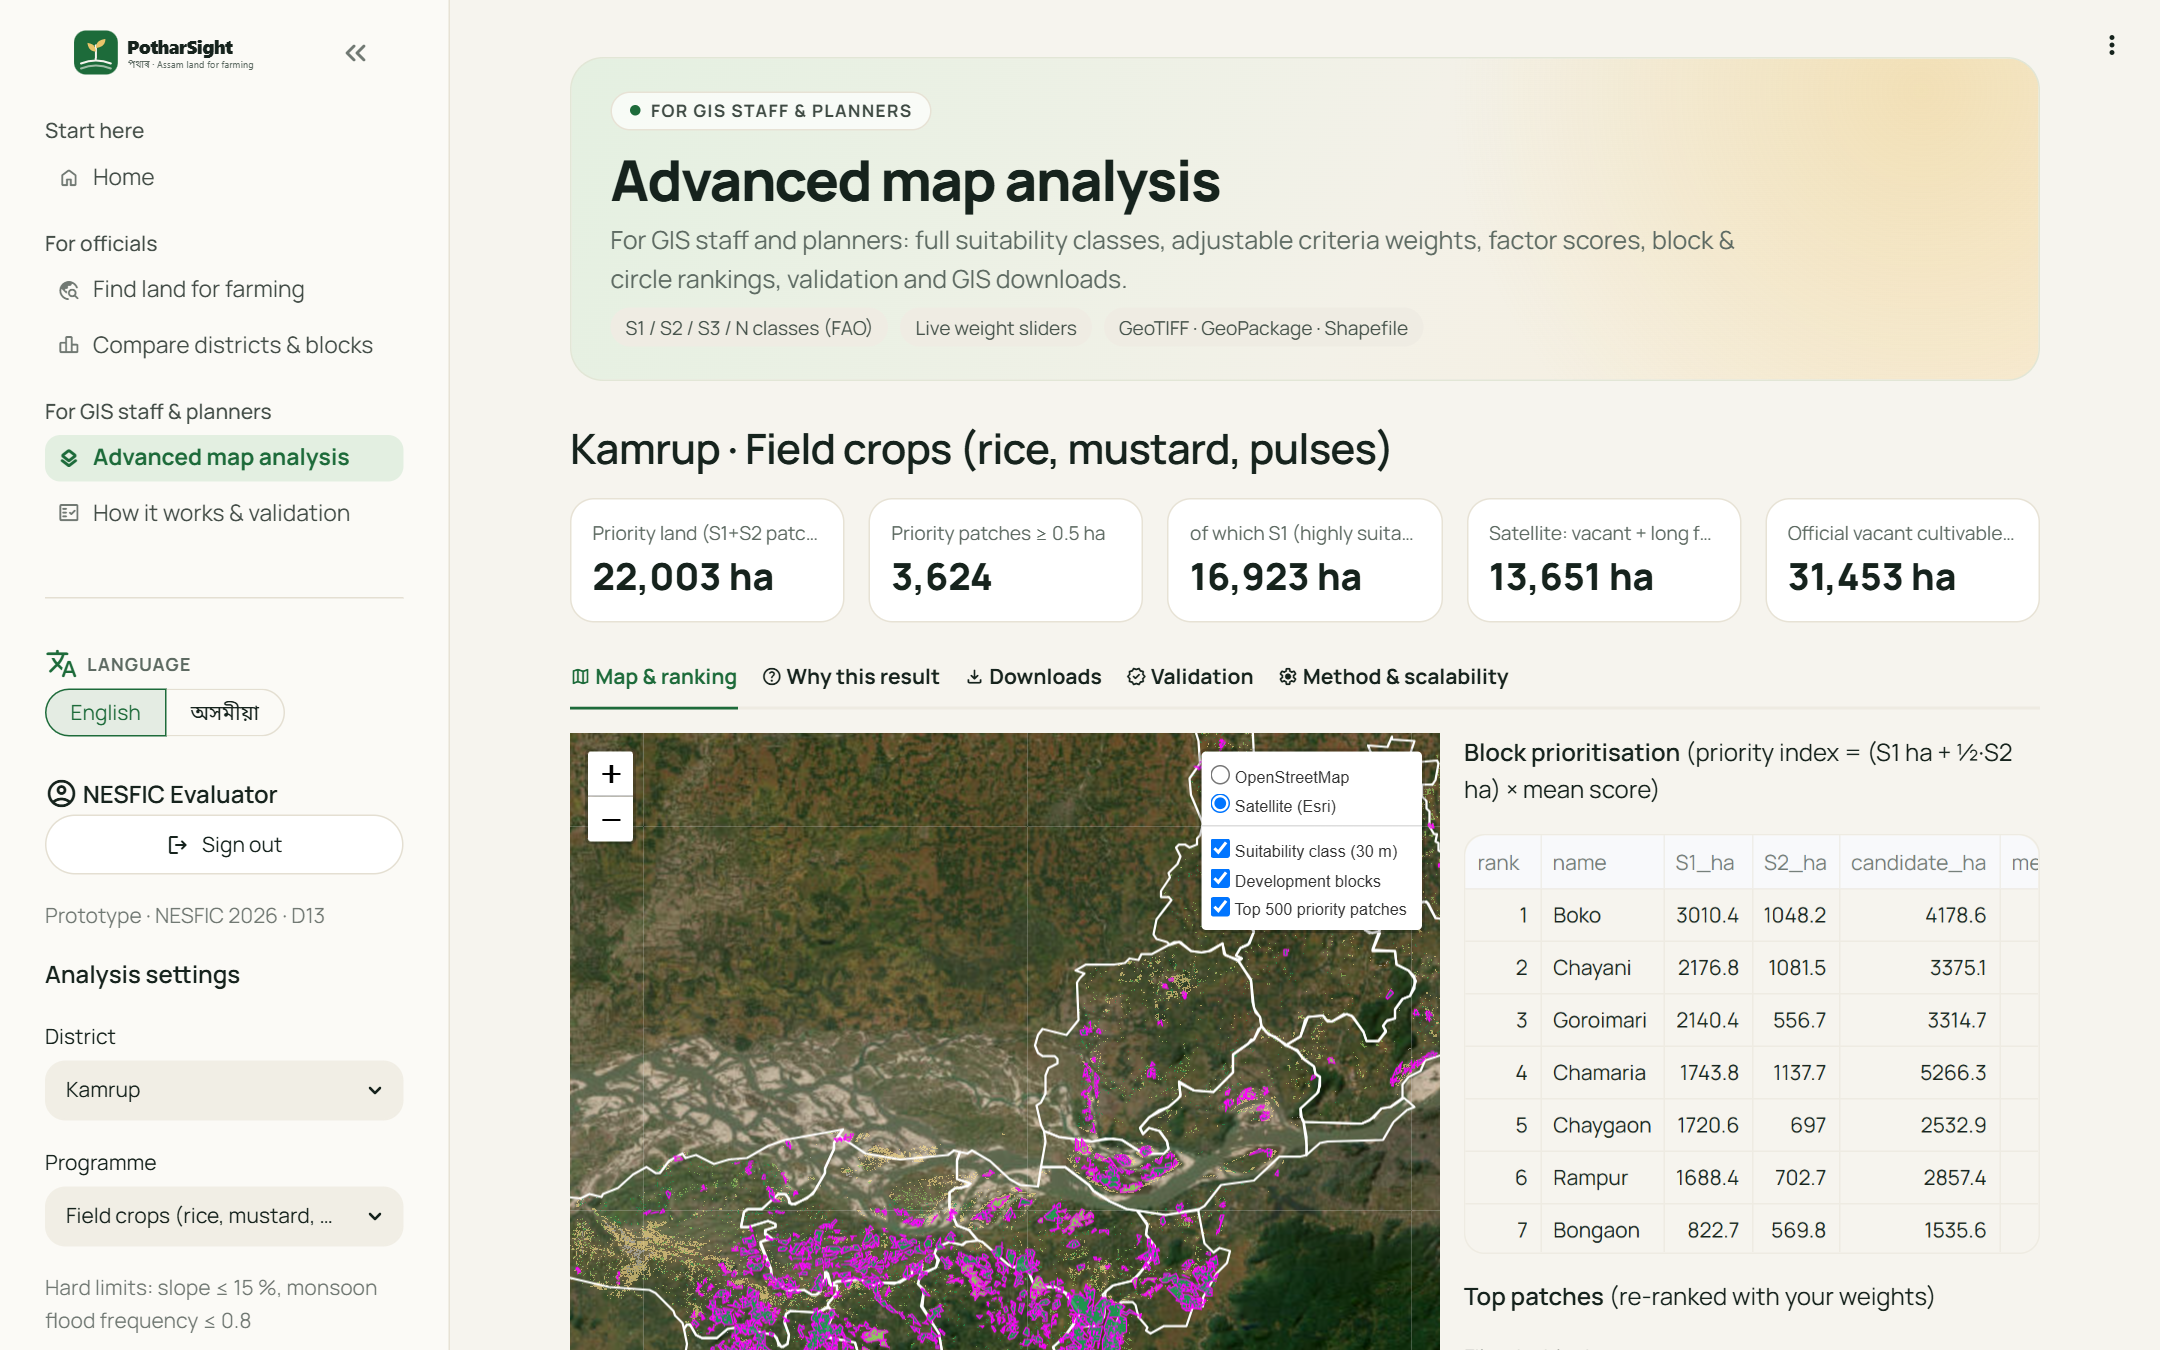 PotharSight
পথাৰ · Assam land for farming
Start here
Home
For officials
Find land for farming
Compare districts & blocks
For GIS staff & planners
Advanced map analysis
How it works & validation
LANGUAGE
English
অসমীয়া
NESFIC Evaluator
Sign out
Prototype · NESFIC 2026 · D13
Analysis settings
District
Kamrup
Programme
Field crops (rice, mustard, ...
Hard limits: slope ≤ 15 %, monsoon
flood frequency ≤ 0.8
FOR GIS STAFF & PLANNERS
Advanced map analysis
For GIS staff and planners: full suitability classes, adjustable criteria weights, factor scores, block &
circle rankings, validation and GIS downloads.
S1 / S2 / S3 / N classes (FAO)
Live weight sliders
GeoTIFF · GeoPackage · Shapefile
Kamrup · Field crops (rice, mustard, pulses)
Priority land (S1+S2 patc...
22,003 ha
Priority patches ≥ 0.5 ha
3,624
of which S1 (highly suita...
16,923 ha
Satellite: vacant + long f...
13,651 ha
Official vacant cultivable...
31,453 ha
Map & ranking
Why this result
Downloads
Validation
Method & scalability
+
−
OpenStreetMap
Satellite (Esri)
Suitability class (30 m)
Development blocks
Top 500 priority patches
Block prioritisation (priority index = (S1 ha + ½·S2
ha) × mean score)
rank name S1_ha S2_ha candidate_ha me
1 Boko 3010.4 1048.2 4178.6
2 Chayani 2176.8 1081.5 3375.1
3 Goroimari 2140.4 556.7 3314.7
4 Chamaria 1743.8 1137.7 5266.3
5 Chaygaon 1720.6 697 2532.9
6 Rampur 1688.4 702.7 2857.4
7 Bongaon 822.7 569.8 1535.6
Top patches (re-ranked with your weights)